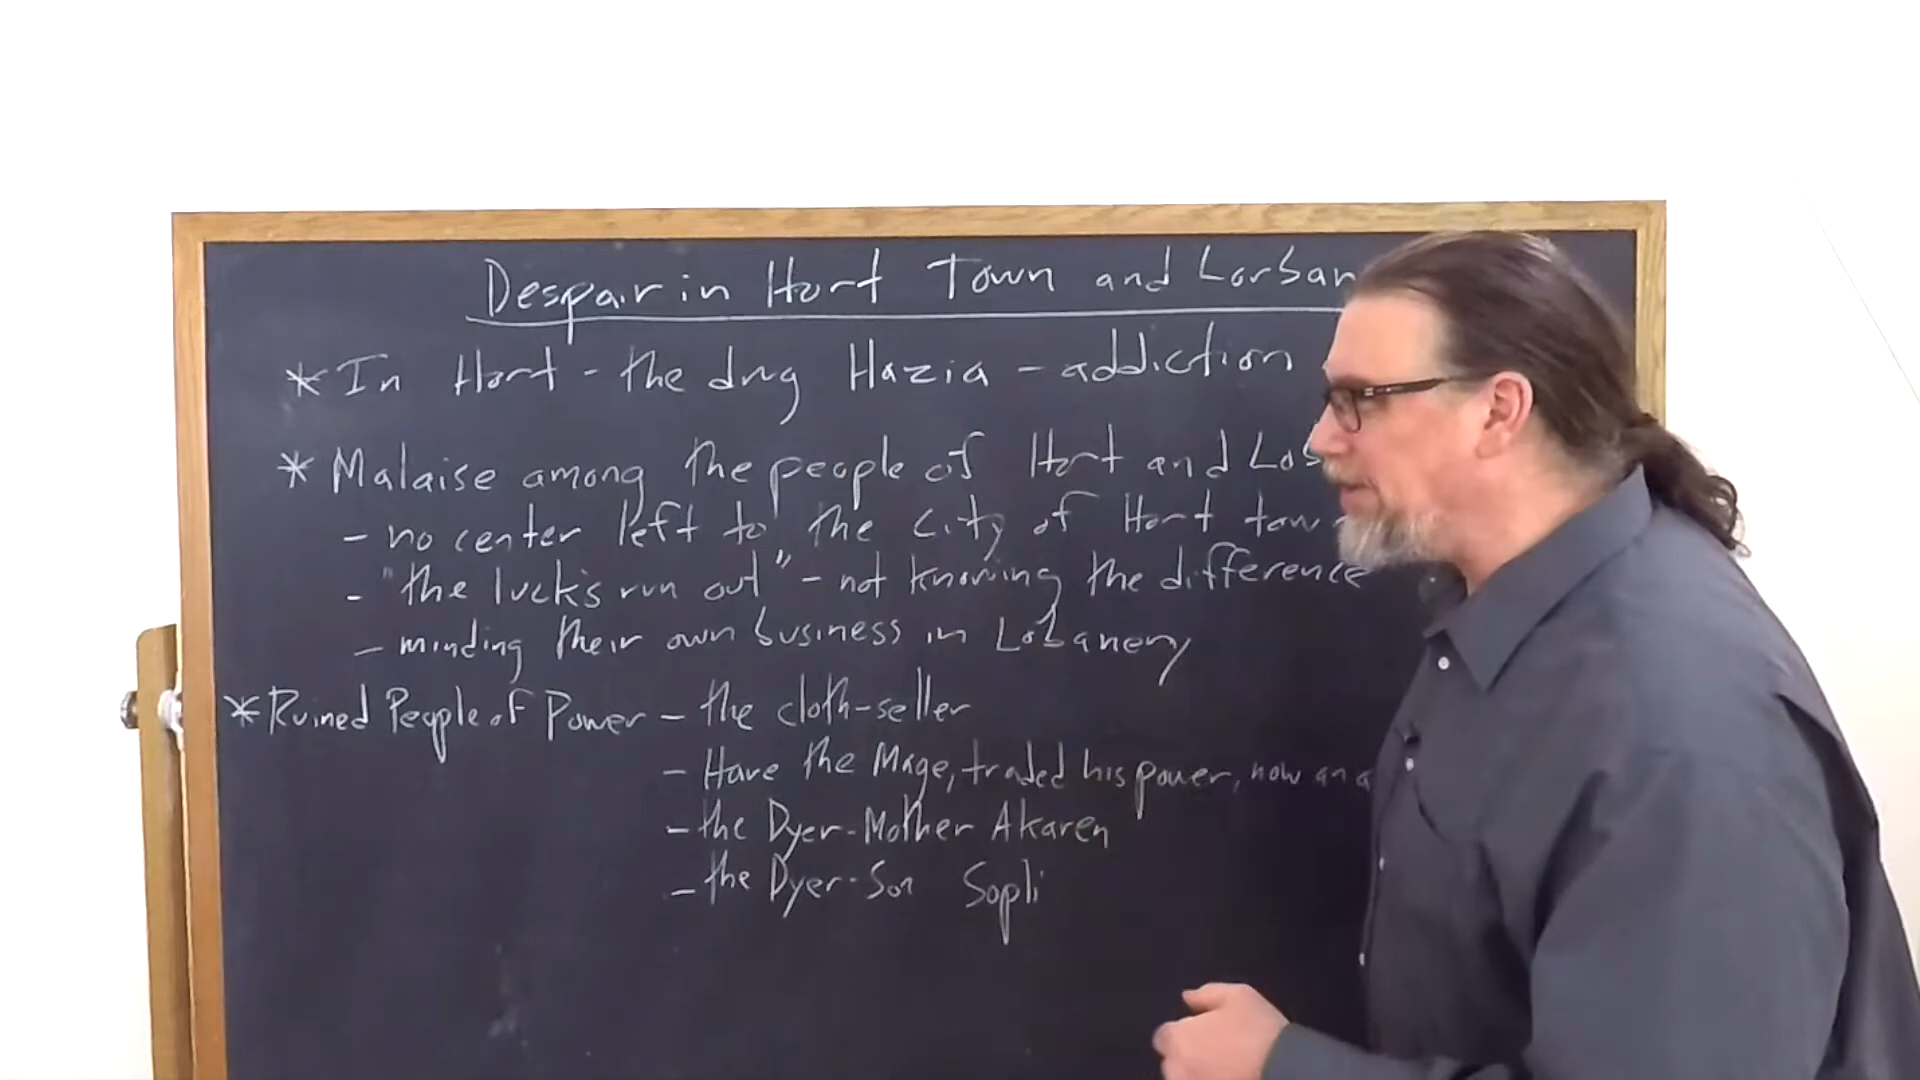 Despair in Hort Town and Lorban
* In Hort - the drug Hazia - addiction
* Malaise among the people of Hort and Lo
- no center left to the city of Hort town
- "the luck's run out" - not knowing the difference
- minding their own business in Lobanery
* Ruined People of Power - the cloth-seller
- Hare the Mage, traded his power, now an a
- the Dyer-Mother Akaren
- the Dyer-Son Sopli